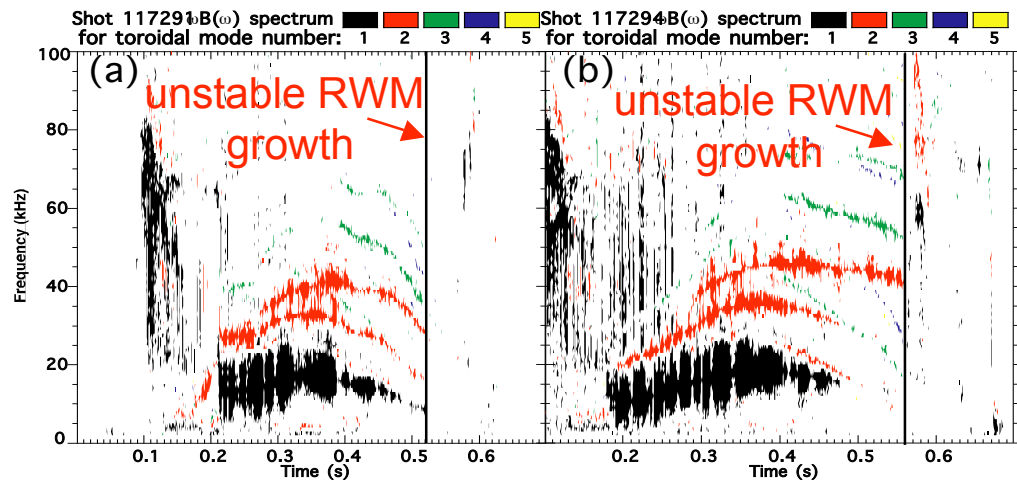 Shot 117291 ωB(ω) spectrum
for toroidal mode number: 1 2 3 4 5
Shot 117294 ωB(ω) spectrum
for toroidal mode number: 1 2 3 4 5
(a)
unstable RWM
growth
(b)
unstable RWM
growth
Frequency (kHz)
100
80
60
40
20
0
0.1 0.2 0.3 0.4 0.5 0.6
Time (s)
0.2 0.3 0.4 0.5 0.6
Time (s)